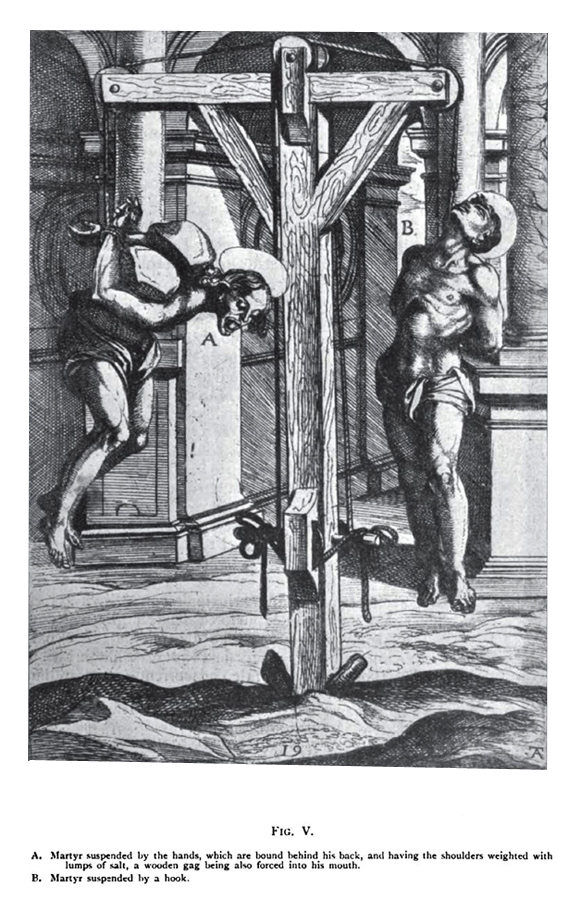 B.
A
19
TA
Fig. V.
A. Martyr suspended by the hands, which are bound behind his back, and having the shoulders weighted with
lumps of salt, a wooden gag being also forced into his mouth.
B. Martyr suspended by a hook.